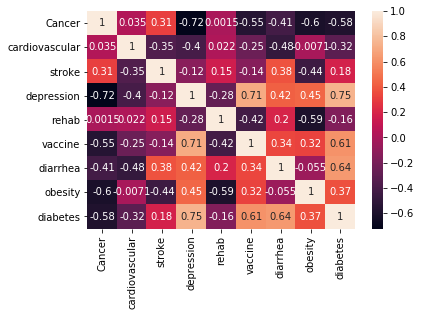 Cancer 1 0.035 0.31 -0.72 0.0015 -0.55 -0.41 -0.6 -0.58
cardiovascular 0.035 1 -0.35 -0.4 0.022 -0.25 -0.48 -0.0071 -0.32
stroke 0.31 -0.35 1 -0.12 0.15 -0.14 0.38 -0.44 0.18
depression -0.72 -0.4 -0.12 1 -0.28 0.71 0.42 0.45 0.75
rehab 0.0015 0.022 0.15 -0.28 1 -0.42 0.2 -0.59 -0.16
vaccine -0.55 -0.25 -0.14 0.71 -0.42 1 0.34 0.32 0.61
diarrhea -0.41 -0.48 0.38 0.42 0.2 0.34 1 -0.055 0.64
obesity -0.6 -0.0071 -0.44 0.45 -0.59 0.32 -0.055 1 0.37
diabetes -0.58 -0.32 0.18 0.75 -0.16 0.61 0.64 0.37 1
Cancer
cardiovascular
stroke
depression
rehab
vaccine
diarrhea
obesity
diabetes
1.0
0.8
0.6
0.4
0.2
0.0
−0.2
−0.4
−0.6